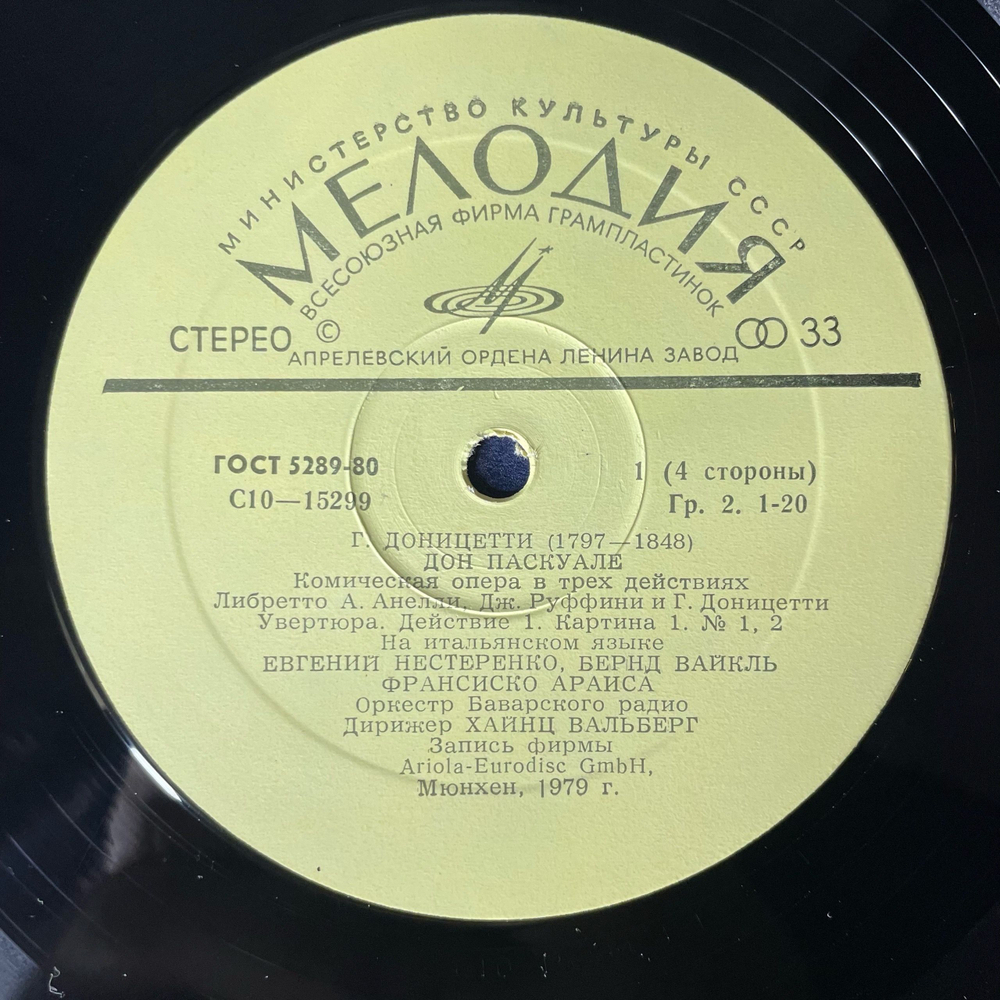 МИНИСТЕРСТВО КУЛЬТУРЫ СССР
МЕЛОДИЯ
ВСЕСОЮЗНАЯ ФИРМА ГРАМПЛАСТИНОК
СТЕРЕО © 33
АПРЕЛЕВСКИЙ ОРДЕНА ЛЕНИНА ЗАВОД
ГОСТ 5289-80 1 (4 стороны)
С10—15299 Гр. 2. 1-20
Г. ДОНИЦЕТТИ (1797—1848)
ДОН ПАСКУАЛЕ
Комическая опера в трех действиях
Либретто А. Анелли, Дж. Руффини и Г. Доницетти
Увертюра. Действие 1. Картина 1. № 1, 2
На итальянском языке
ЕВГЕНИЙ НЕСТЕРЕНКО, БЕРНД ВАЙКЛЬ
ФРАНСИСКО АРАИСА
Оркестр Баварского радио
Дирижер ХАЙНЦ ВАЛЬБЕРГ
Запись фирмы
Ariola-Eurodisc GmbH,
Мюнхен, 1979 г.